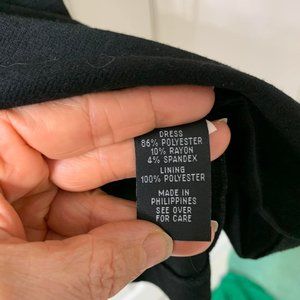 DRESS
86% POLYESTER
10% RAYON
4% SPANDEX
LINING
100% POLYESTER
MADE IN
PHILIPPINES
SEE OVER
FOR CARE